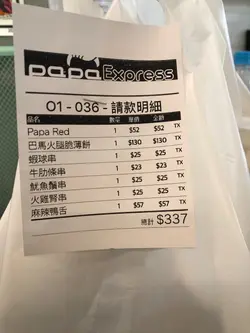 papa Express
01 - 036 - 請款明細
品名 數量 單價 金額
Papa Red 1 $52 $52 TX
巴馬火腿脆薄餅 1 $130 $130 TX
蝦球串 1 $25 $25 TX
牛肋條串 1 $23 $23 TX
魷魚鬚串 1 $25 $25 TX
火雞腎串 1 $25 $25 TX
麻辣鴨舌 1 $57 $57 TX
總計 $337